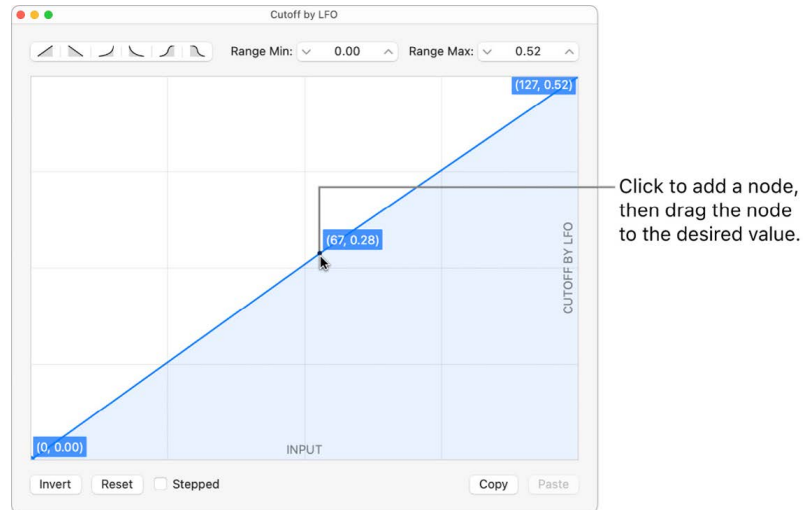 Cutoff by LFO
Range Min: 0.00 Range Max: 0.52
(127, 0.52)
Click to add a node,
then drag the node
to the desired value.
(67, 0.28)
CUTOFF BY LFO
(0, 0.00)
INPUT
Invert Reset Stepped Copy Paste